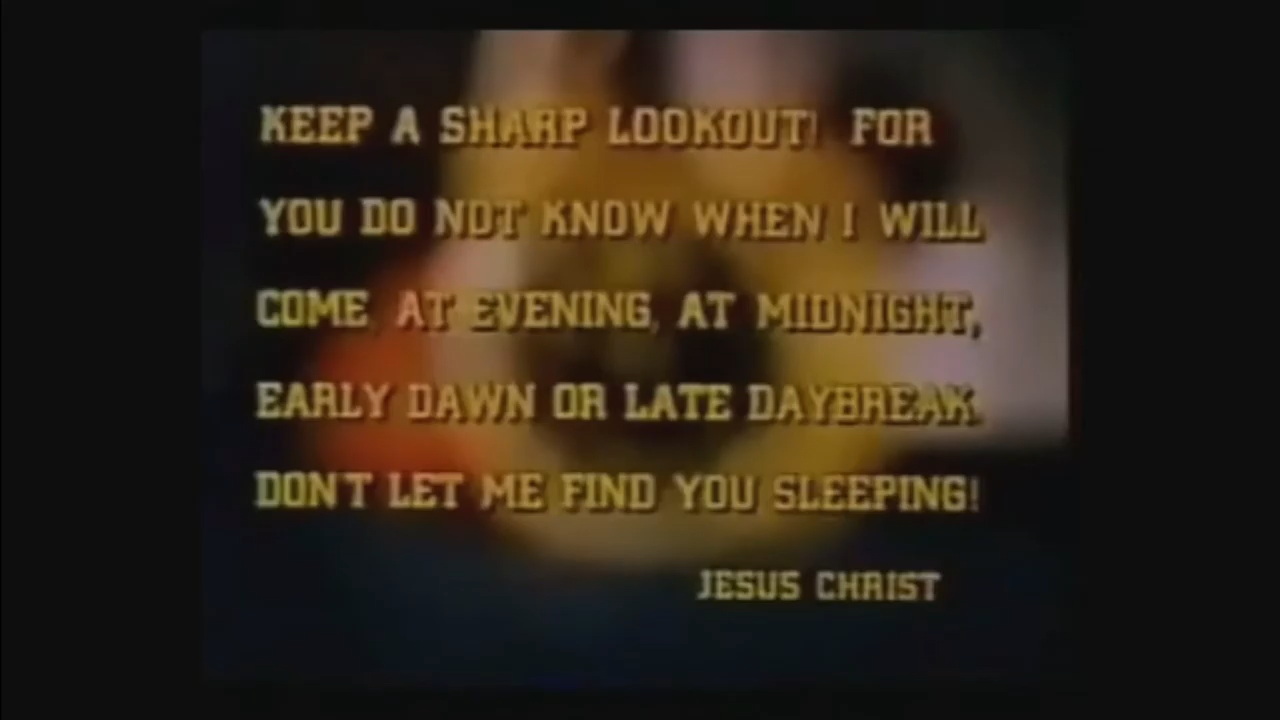 KEEP A SHARP LOOKOUT! FOR
YOU DO NOT KNOW WHEN I WILL
COME AT EVENING, AT MIDNIGHT,
EARLY DAWN OR LATE DAYBREAK.
DON'T LET ME FIND YOU SLEEPING!
JESUS CHRIST